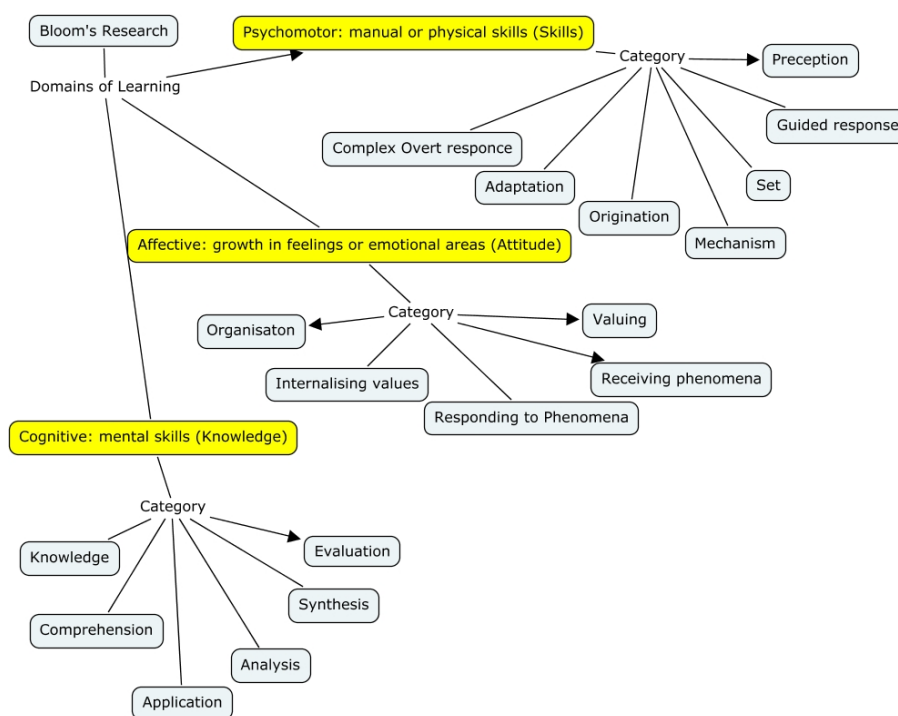 Bloom's Research
Psychomotor: manual or physical skills (Skills)
Category
Preception
Domains of Learning
Guided response
Complex Overt responce
Adaptation
Set
Origination
Mechanism
Affective: growth in feelings or emotional areas (Attitude)
Category
Organisaton
Valuing
Internalising values
Receiving phenomena
Responding to Phenomena
Cognitive: mental skills (Knowledge)
Category
Knowledge
Evaluation
Synthesis
Comprehension
Analysis
Application